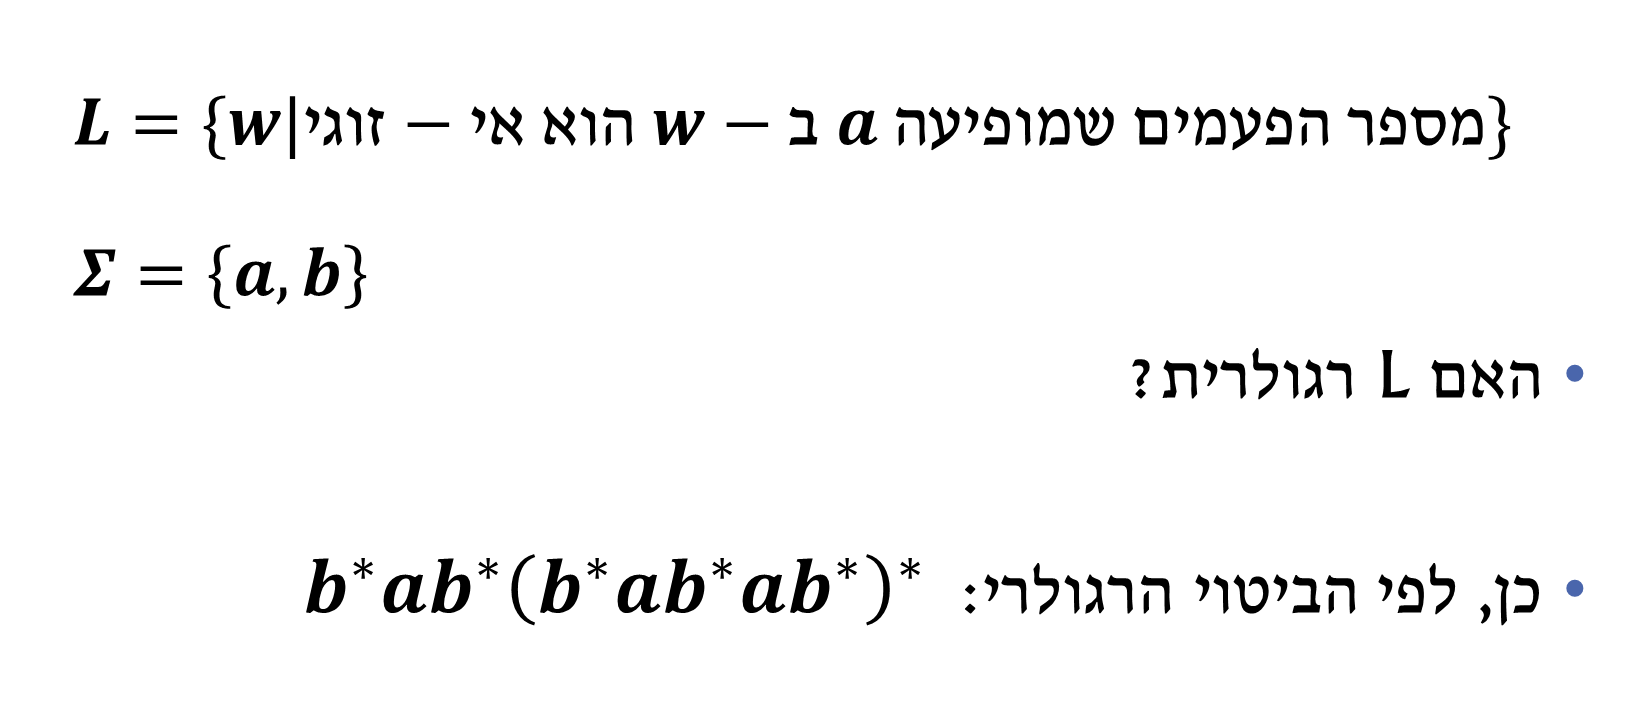 L = {w|מספר הפעמים שמופיעה a ב − w הוא אי − זוגי}
Σ = {a, b}
• האם L רגולרית?
• כן, לפי הביטוי הרגולרי: b*ab*(b*ab*ab*)*